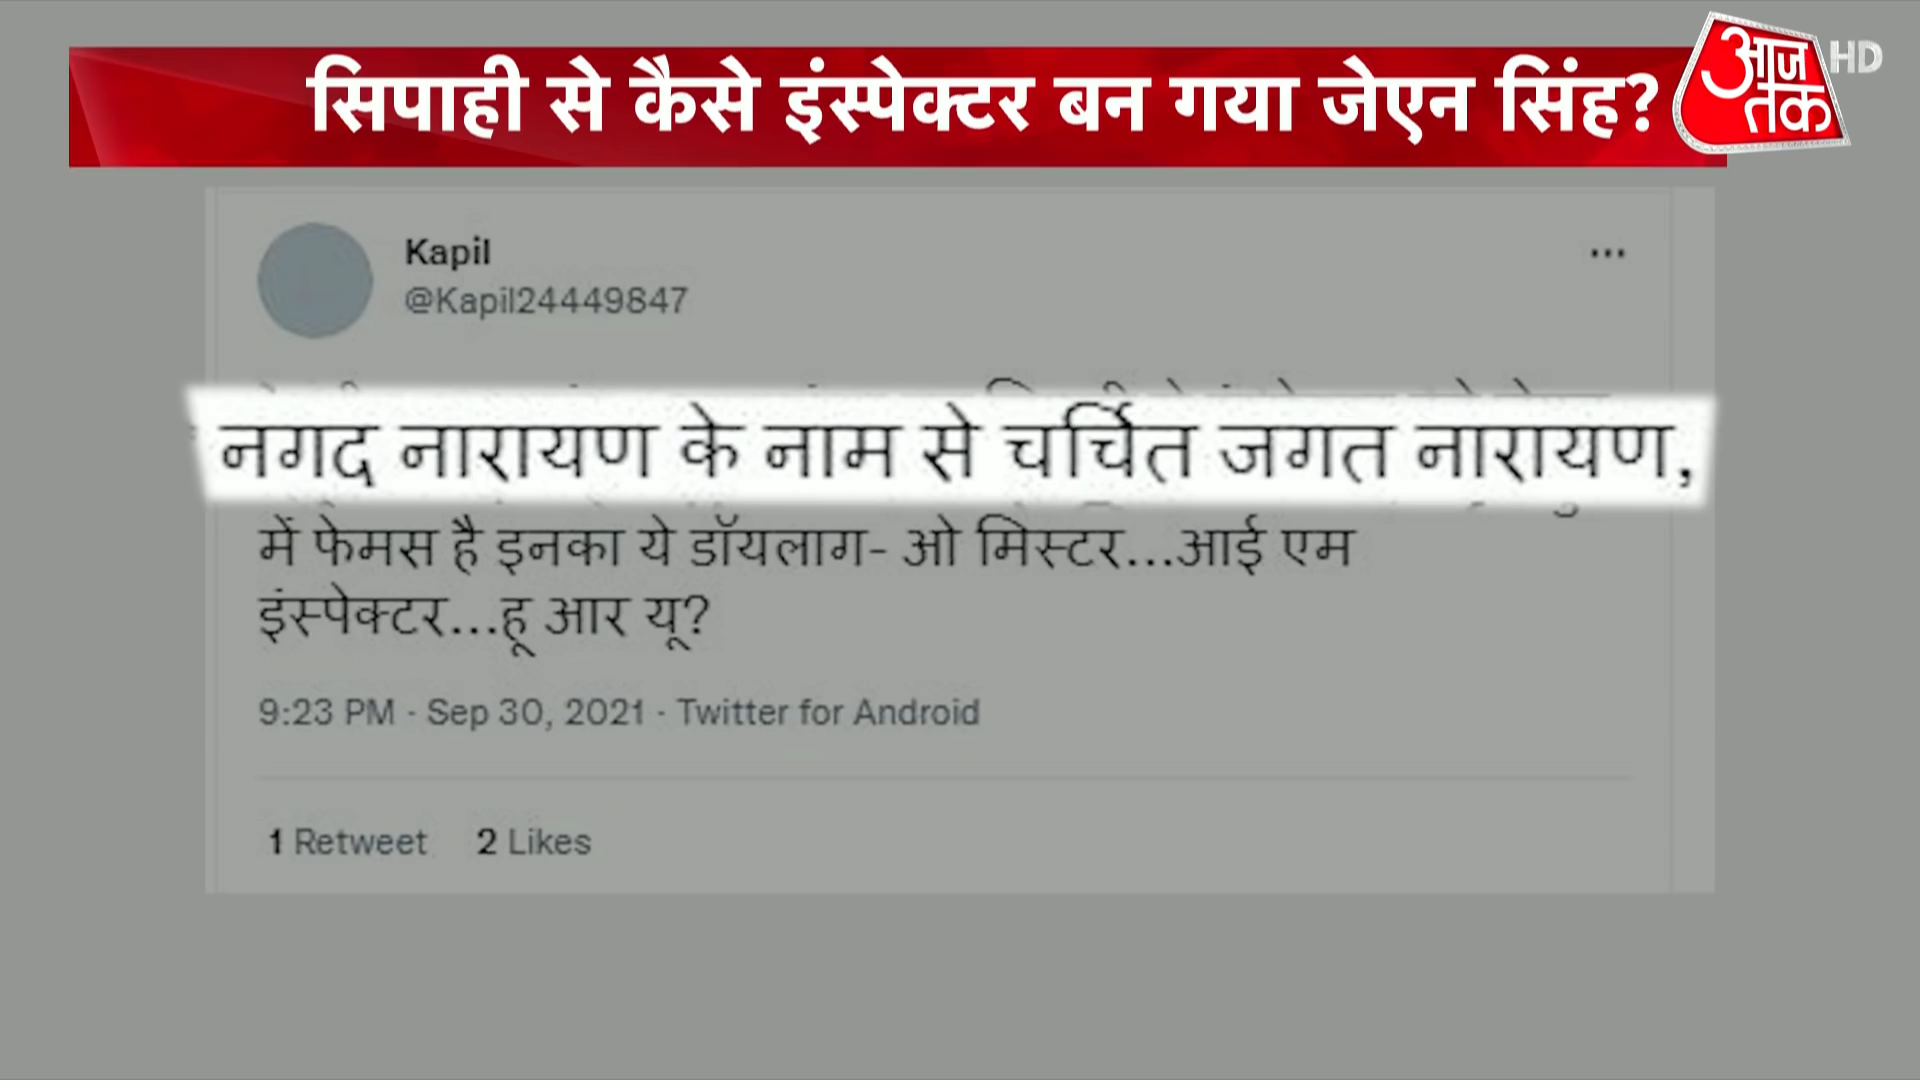 सिपाही से कैसे इंस्पेक्टर बन गया जेएन सिंह?
आज तक HD
Kapil
@Kapil24449847
नगद नारायण के नाम से चर्चित जगत नारायण,
में फेमस है इनका ये डॉयलाग- ओ मिस्टर...आई एम
इंस्पेक्टर...हू आर यू?
9:23 PM · Sep 30, 2021 · Twitter for Android
1 Retweet 2 Likes